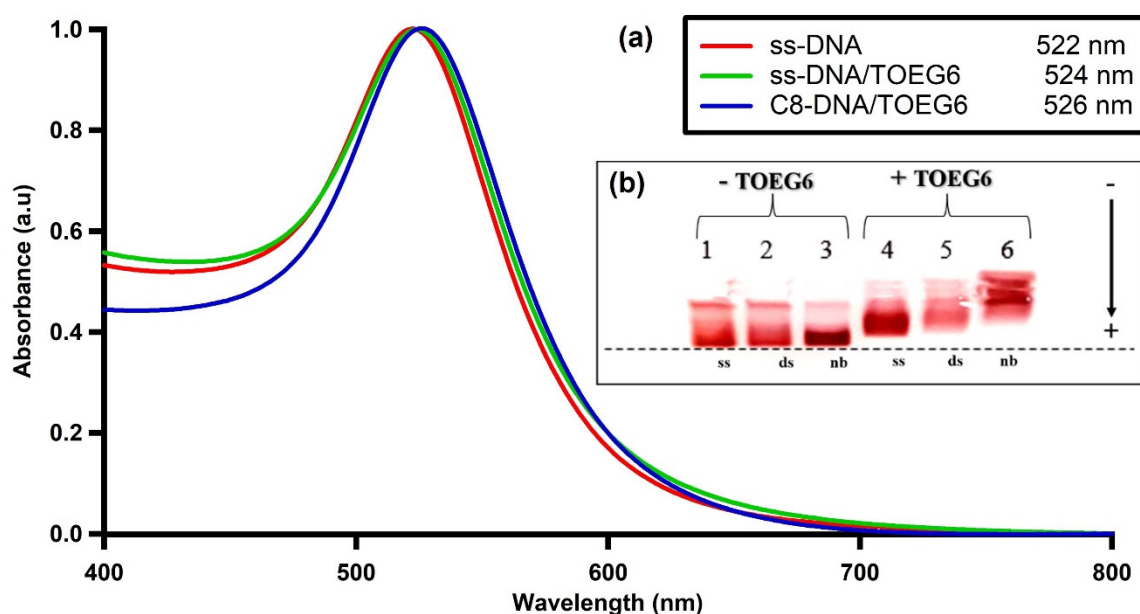 (a)
ss-DNA 522 nm
ss-DNA/TOEG6 524 nm
C8-DNA/TOEG6 526 nm
(b)
- TOEG6 + TOEG6
-
1 2 3 4 5 6
+
ss ds nb ss ds nb
Absorbance (a.u)
1.0
0.8
0.6
0.4
0.2
0.0
400 500 600 700 800
Wavelength (nm)